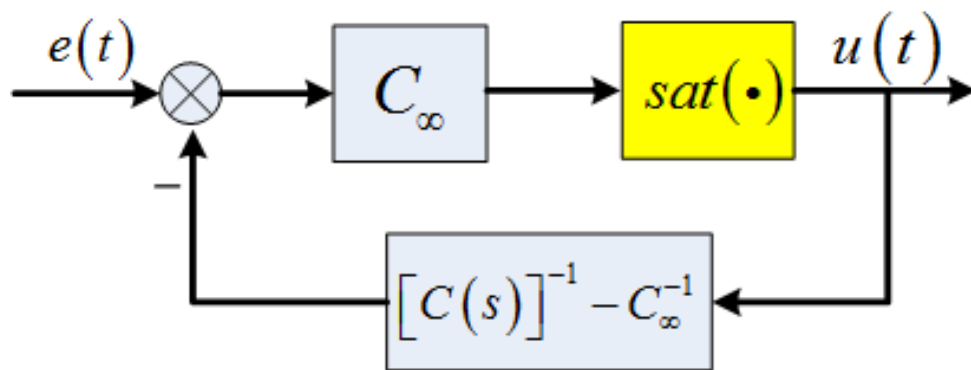 e(t)
C∞
sat(•)
u(t)
−
[C(s)]⁻¹ − C∞⁻¹